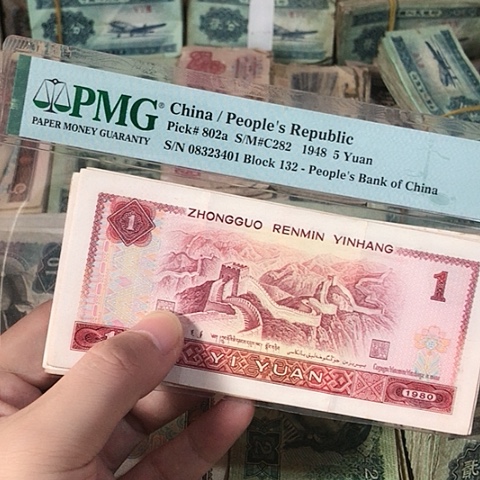 PMG
PAPER MONEY GUARANTY
China / People's Republic
Pick# 802a S/M#C282 1948 5 Yuan
S/N 08323401 Block 132 - People's Bank of China
ZHONGGUO RENMIN YINHANG
1
1
YI YUAN
1980